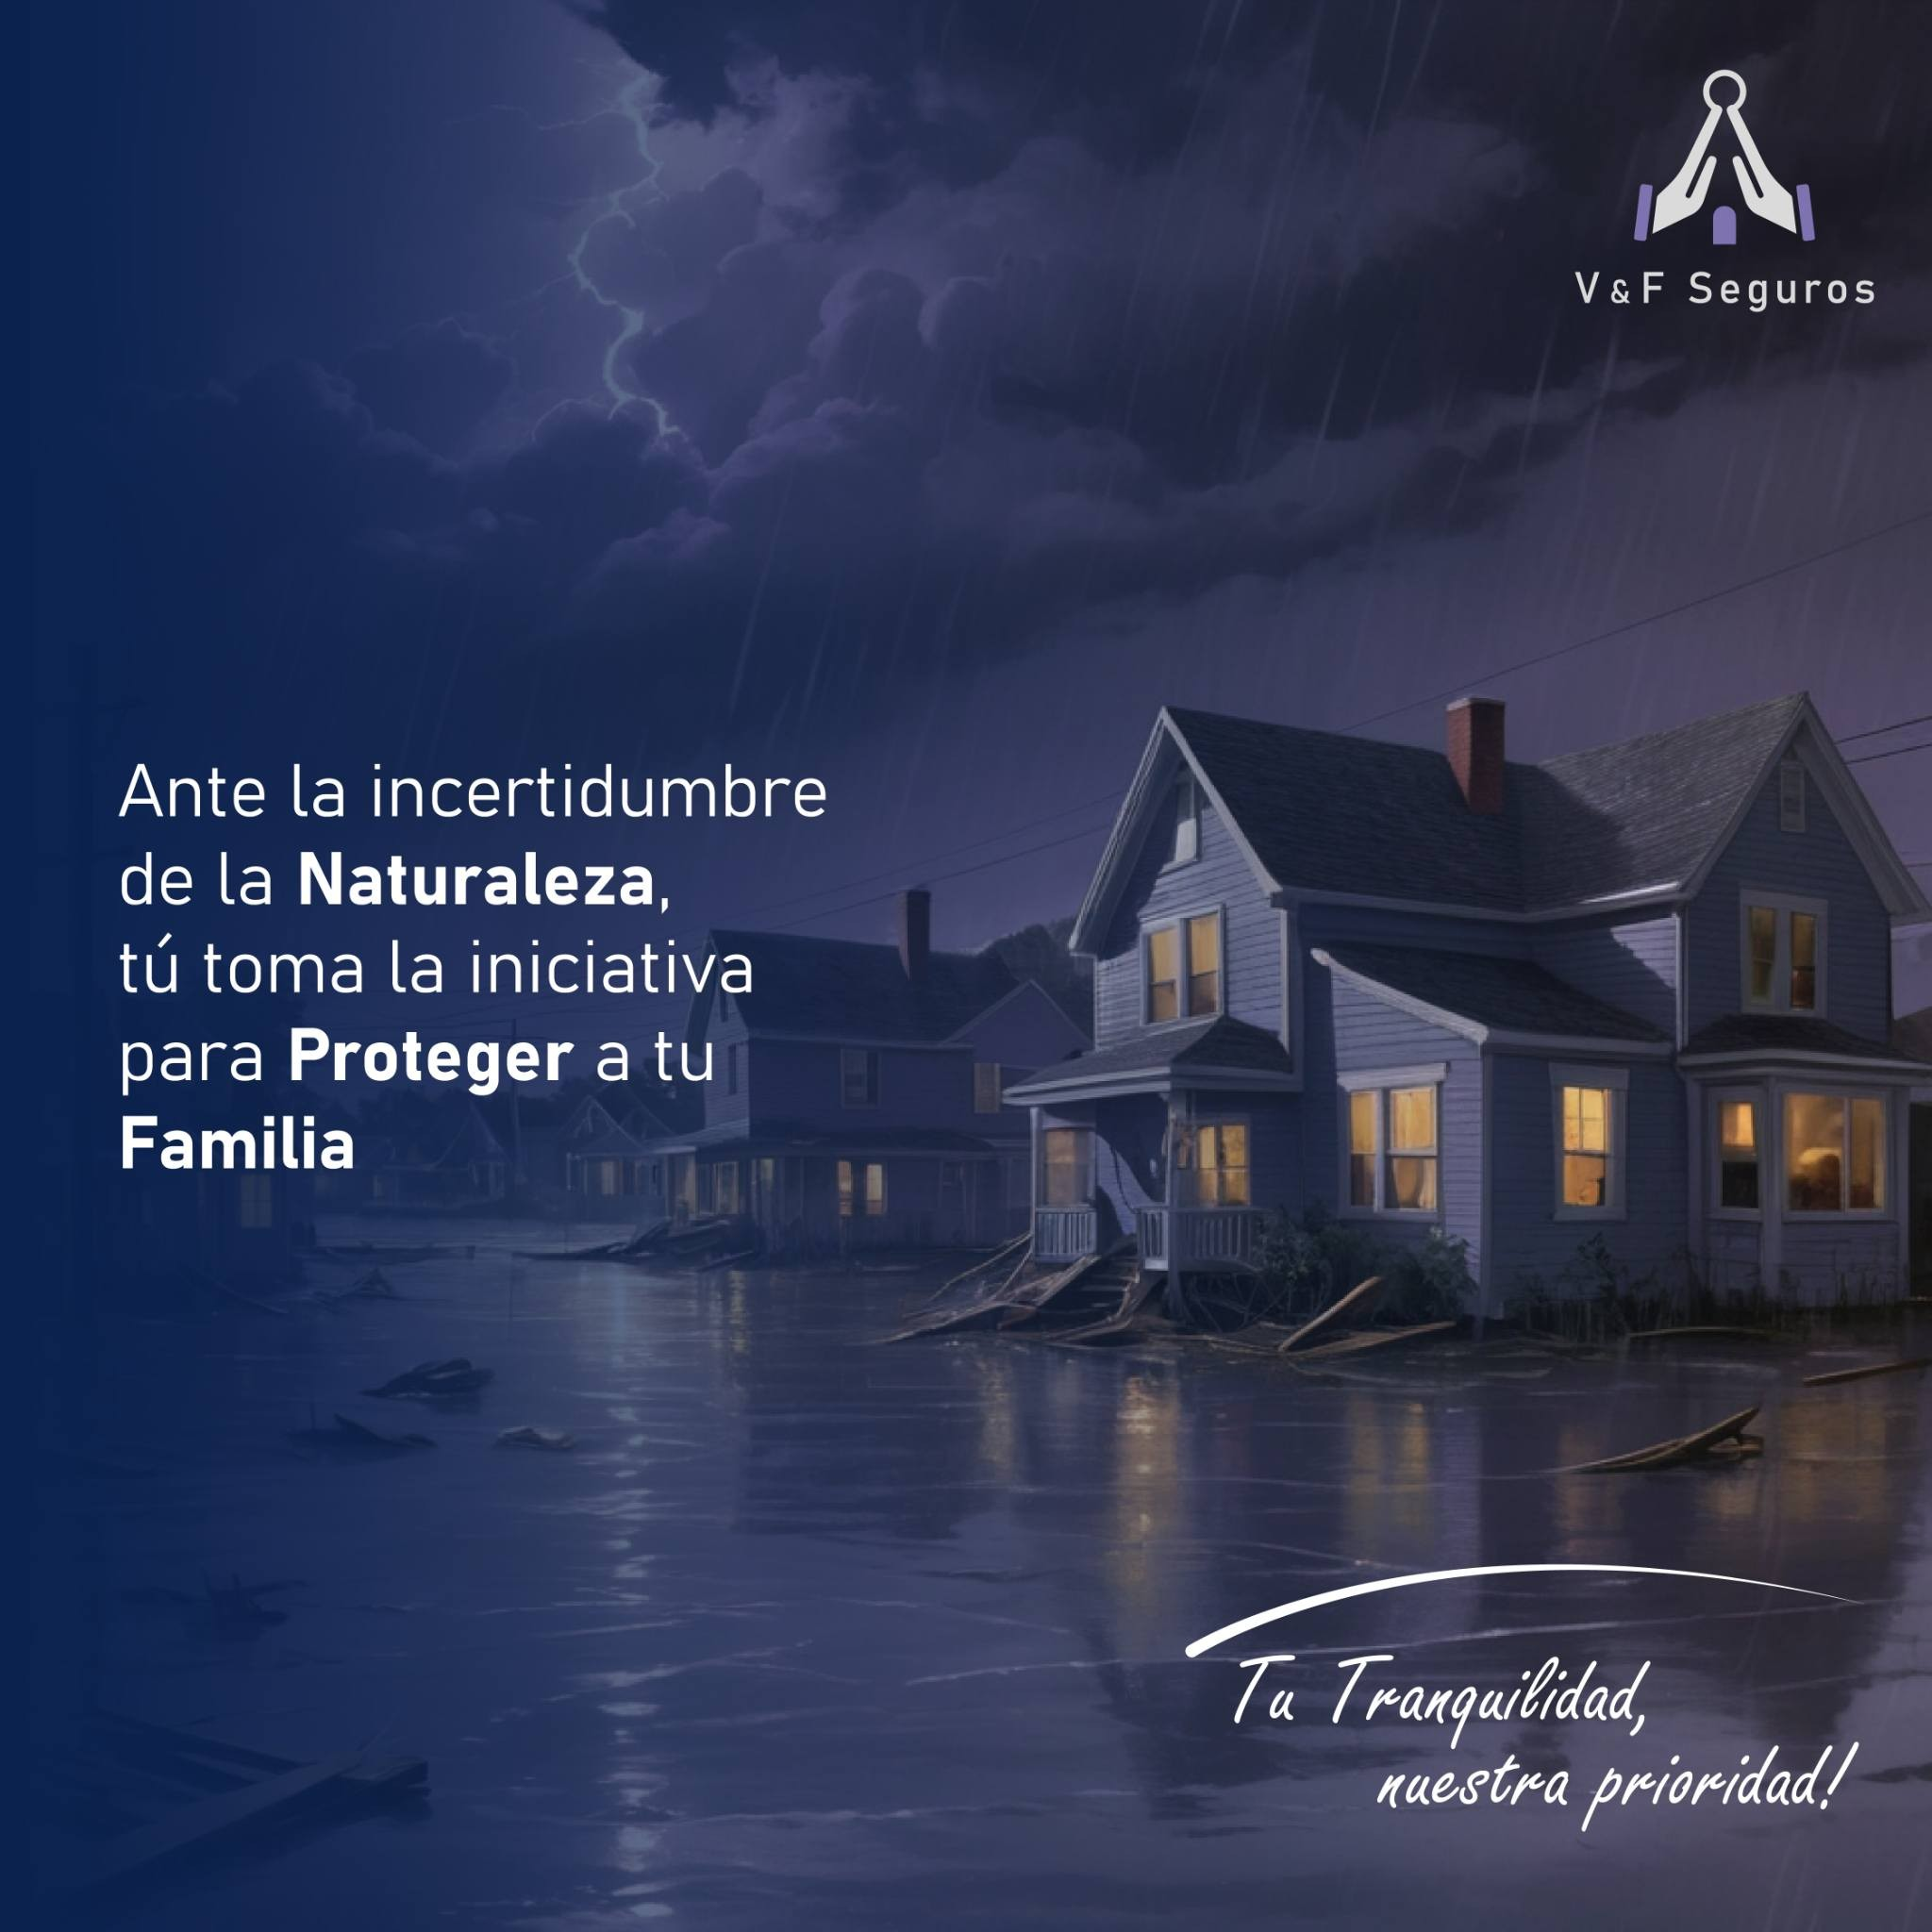 V & F Seguros
Ante la incertidumbre
de la Naturaleza,
tú toma la iniciativa
para Proteger a tu
Familia
Tu Tranquilidad,
nuestra prioridad!